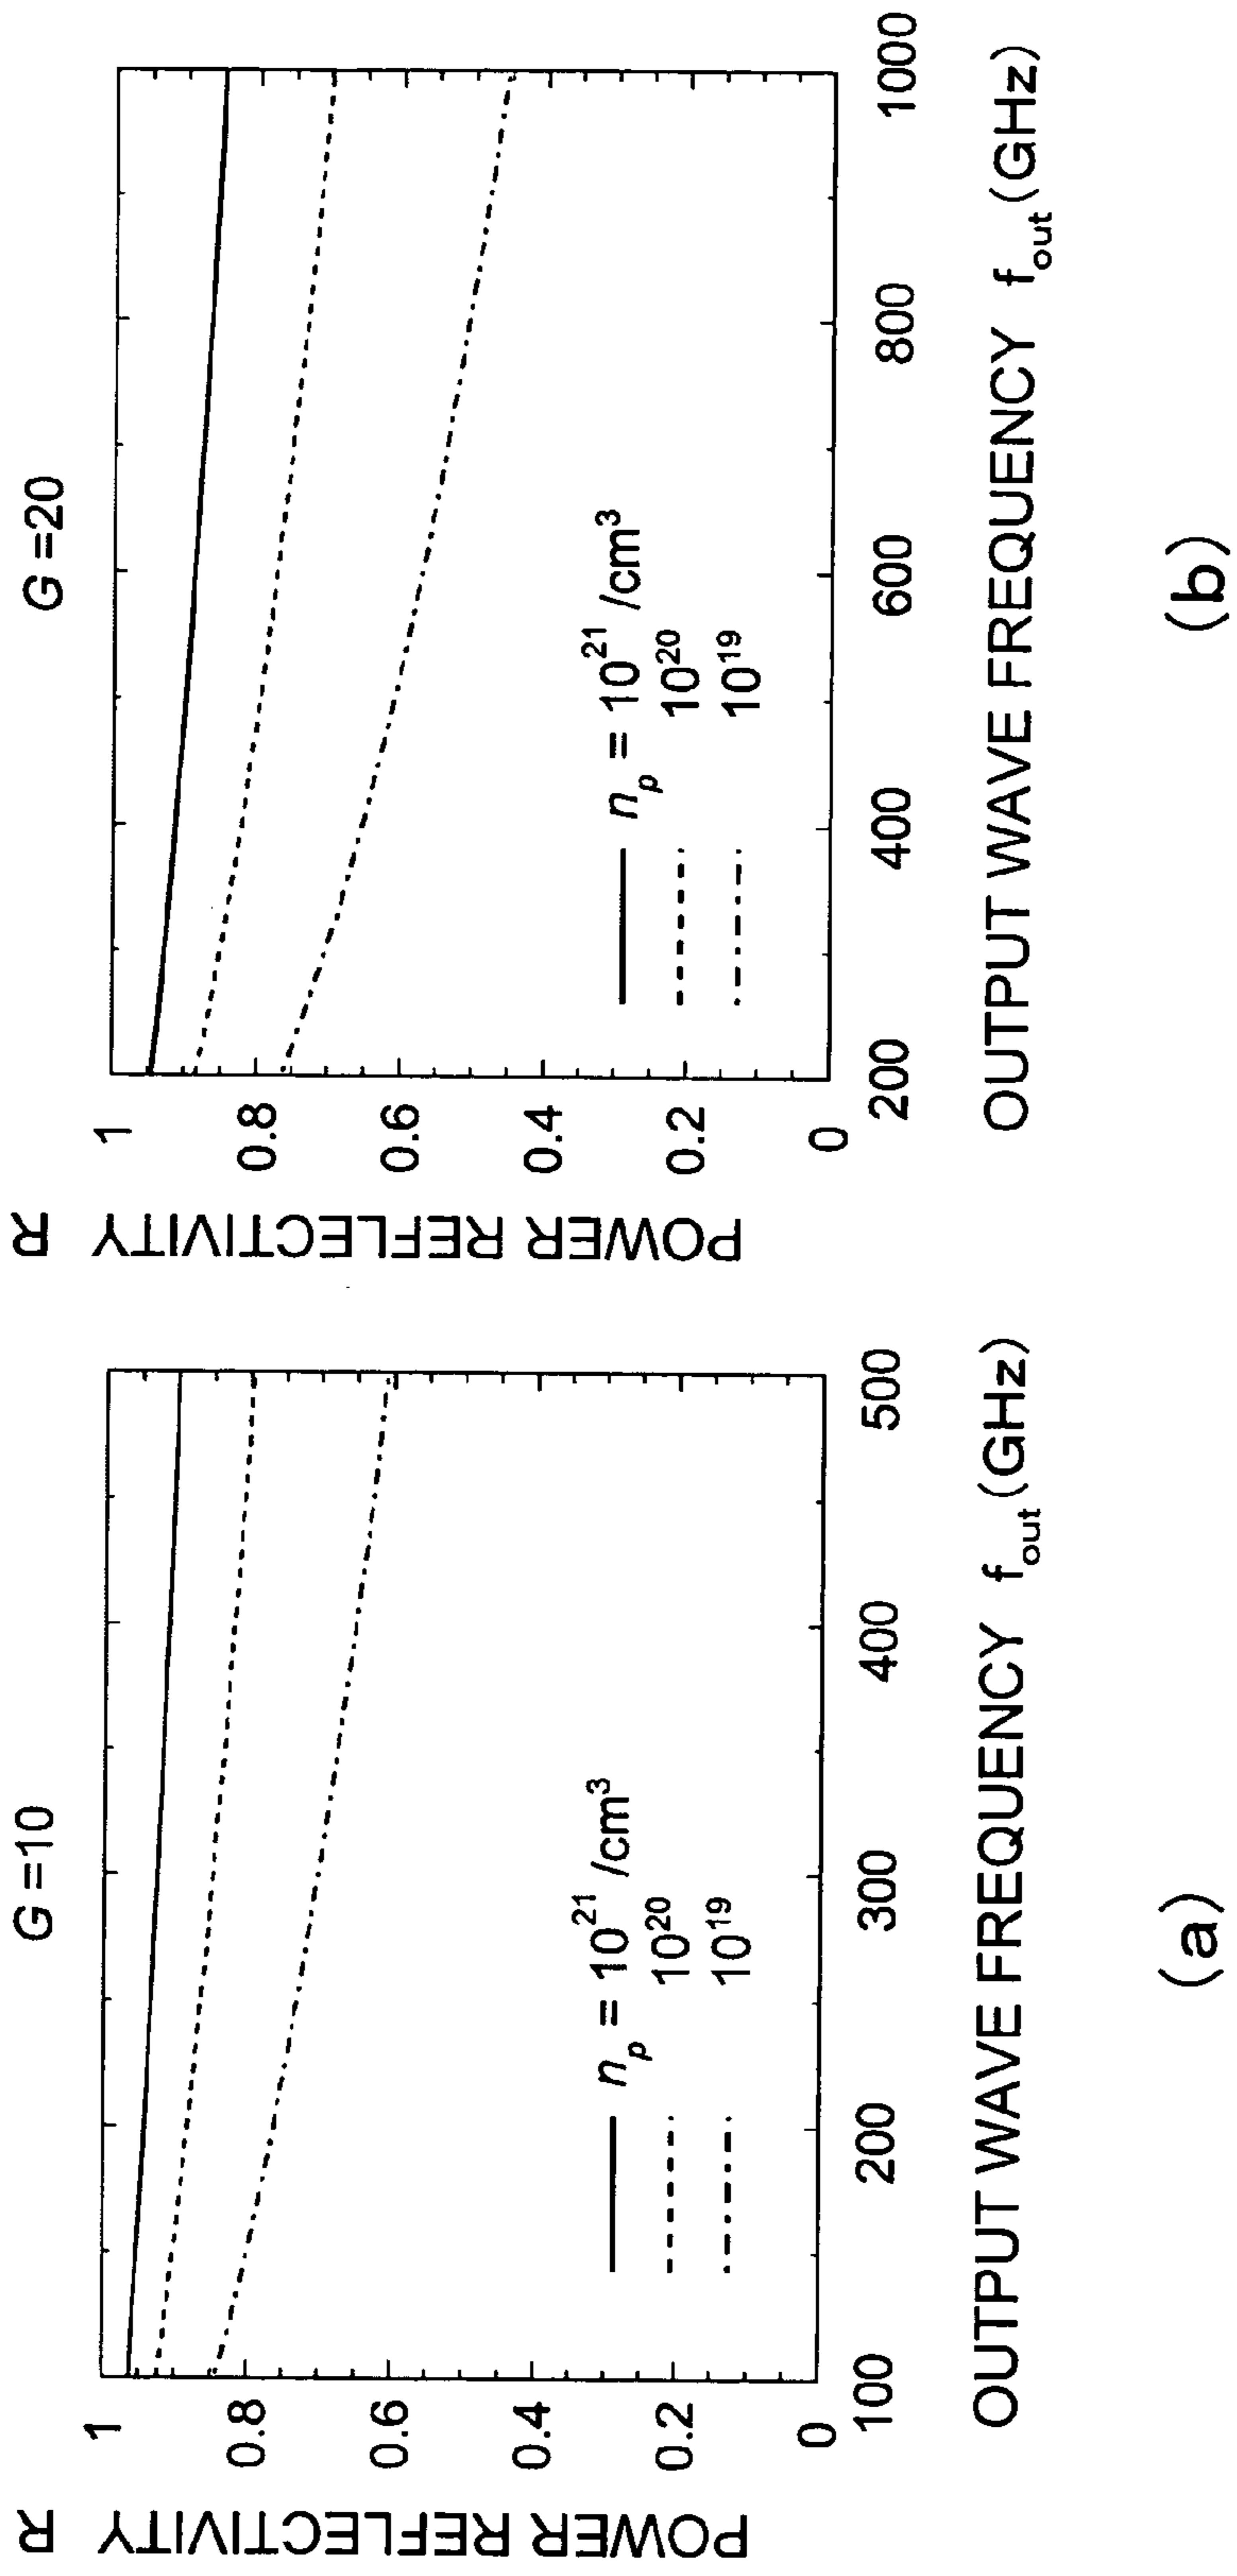 G =10
POWER REFLECTIVITY R
1
0.8
0.6
0.4
0.2
0
n_p = 10^21 /cm^3
10^20
10^19
100
200
300
400
500
OUTPUT WAVE FREQUENCY f_out (GHz)
(a)
G =20
POWER REFLECTIVITY R
1
0.8
0.6
0.4
0.2
0
n_p = 10^21 /cm^3
10^20
10^19
200
400
600
800
1000
OUTPUT WAVE FREQUENCY f_out (GHz)
(b)